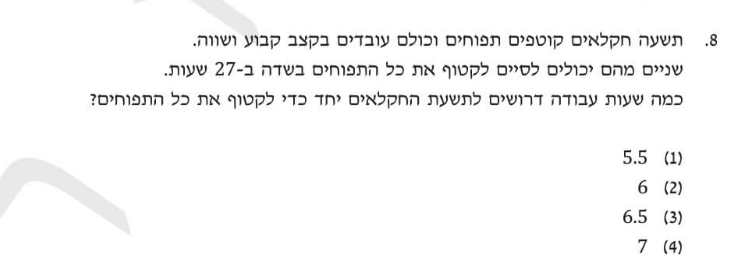 8. תשעה חקלאים קוטפים תפוחים וכולם עובדים בקצב קבוע ושווה.
שניים מהם יכולים לסיים לקטוף את כל התפוחים בשדה ב-27 שעות.
כמה שעות עבודה דרושים לתשעת החקלאים יחד כדי לקטוף את כל התפוחים?
(1) 5.5
(2) 6
(3) 6.5
(4) 7